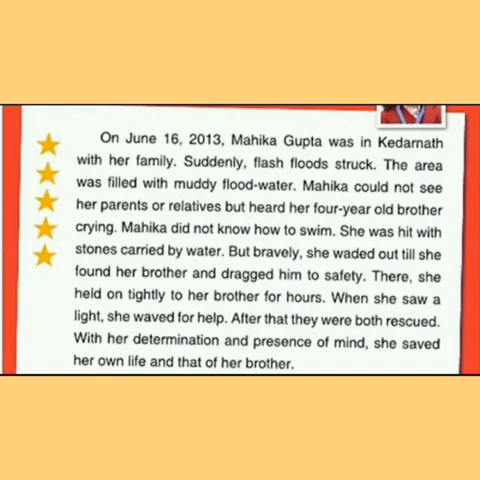 On June 16, 2013, Mahika Gupta was in Kedarnath
with her family. Suddenly, flash floods struck. The area
was filled with muddy flood-water. Mahika could not see
her parents or relatives but heard her four-year old brother
crying. Mahika did not know how to swim. She was hit with
stones carried by water. But bravely, she waded out till she
found her brother and dragged him to safety. There, she
held on tightly to her brother for hours. When she saw a
light, she waved for help. After that they were both rescued.
With her determination and presence of mind, she saved
her own life and that of her brother.